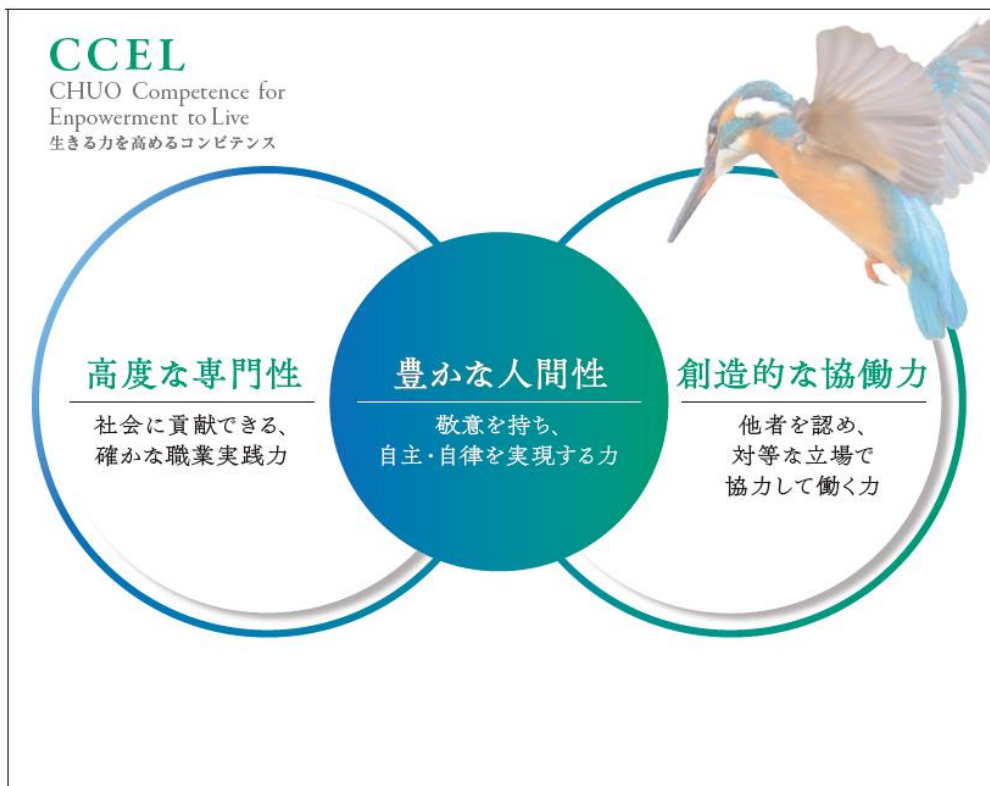 CCEL
CHUO Competence for
Enpowerment to Live
生きる力を高めるコンピテンス
高度な専門性
社会に貢献できる、
確かな職業実践力
豊かな人間性
敬意を持ち、
自主・自律を実現する力
創造的な協働力
他者を認め、
対等な立場で
協力して働く力